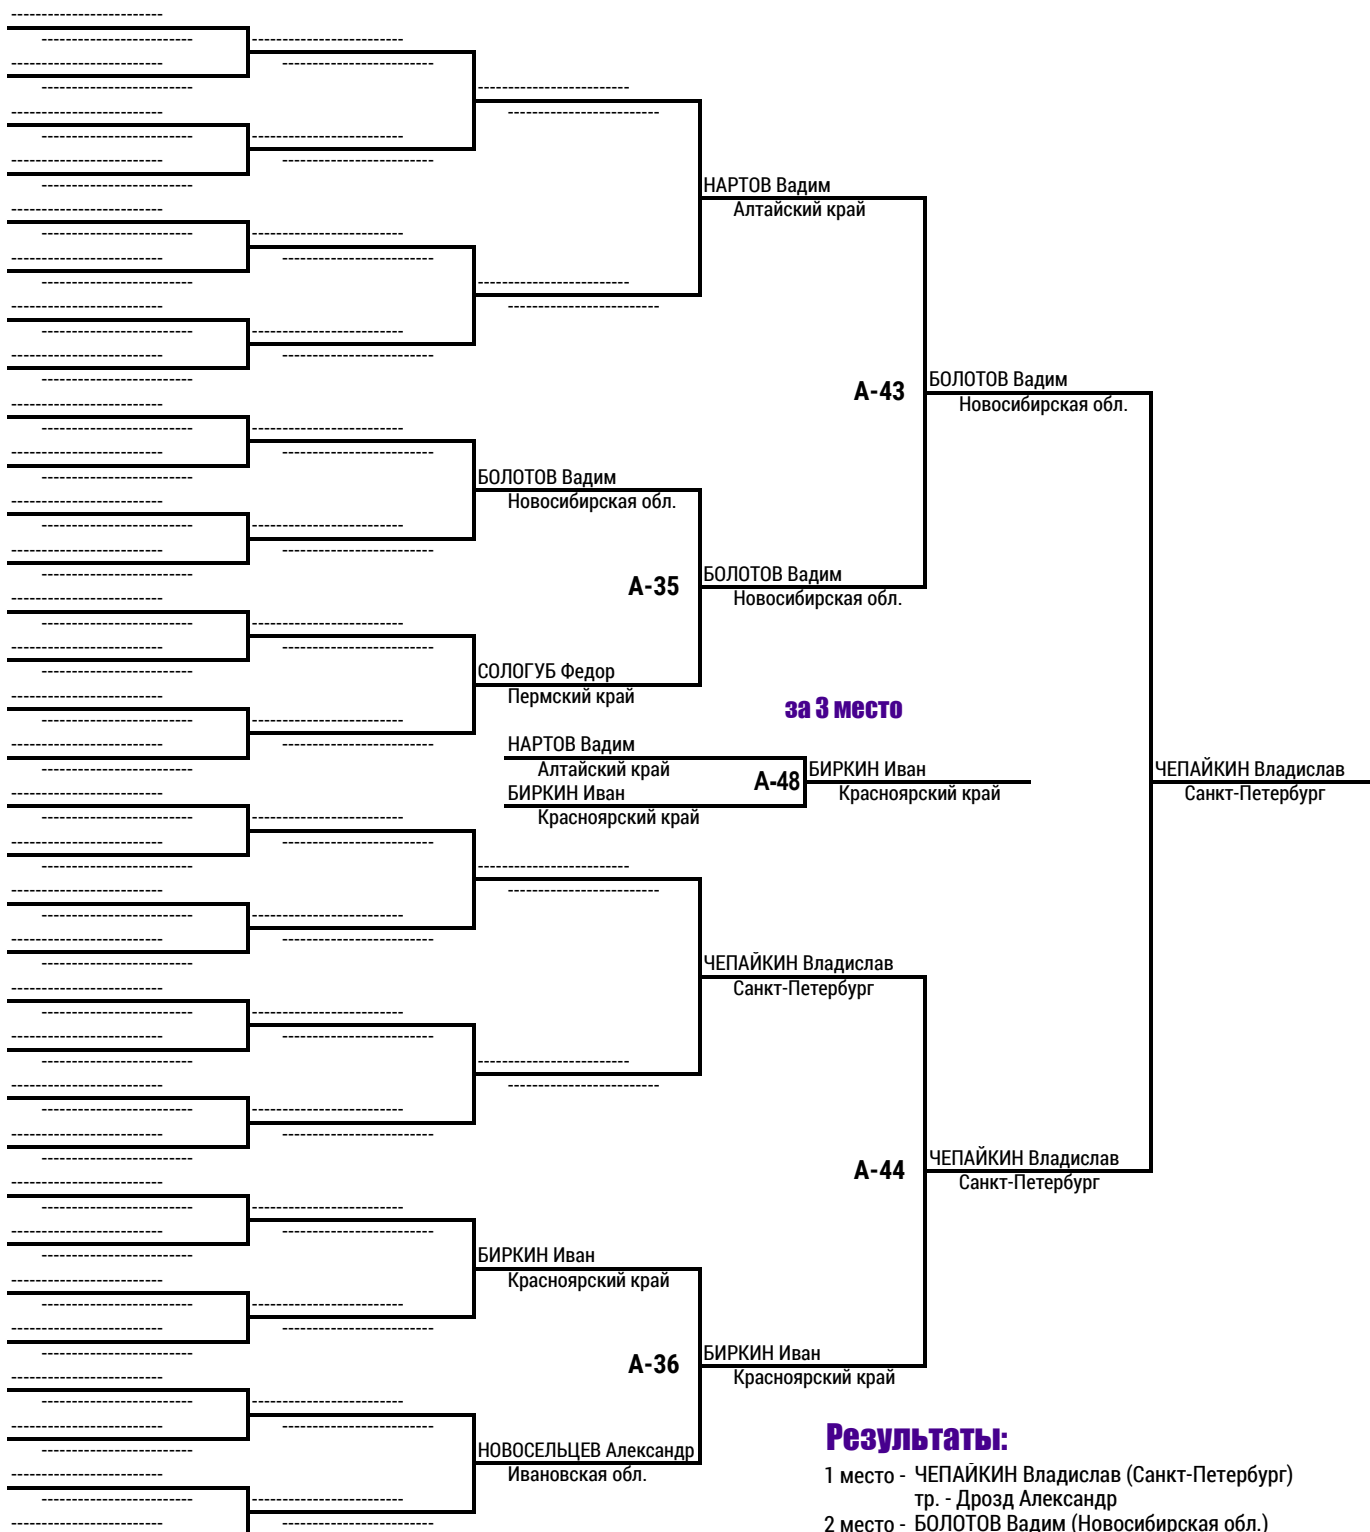 НАРТОВ Вадим
Алтайский край
А-43
БОЛОТОВ Вадим
Новосибирская обл.
БОЛОТОВ Вадим
Новосибирская обл.
А-35
БОЛОТОВ Вадим
Новосибирская обл.
СОЛОГУБ Федор
Пермский край
за 3 место
НАРТОВ Вадим
Алтайский край
А-48
БИРКИН Иван
Красноярский край
БИРКИН Иван
Красноярский край
ЧЕПАЙКИН Владислав
Санкт-Петербург
ЧЕПАЙКИН Владислав
Санкт-Петербург
А-44
ЧЕПАЙКИН Владислав
Санкт-Петербург
БИРКИН Иван
Красноярский край
А-36
БИРКИН Иван
Красноярский край
НОВОСЕЛЬЦЕВ Александр
Ивановская обл.
Результаты:
1 место - ЧЕПАЙКИН Владислав (Санкт-Петербург)
тр. - Дрозд Александр
2 место - БОЛОТОВ Вадим (Новосибирская обл.)